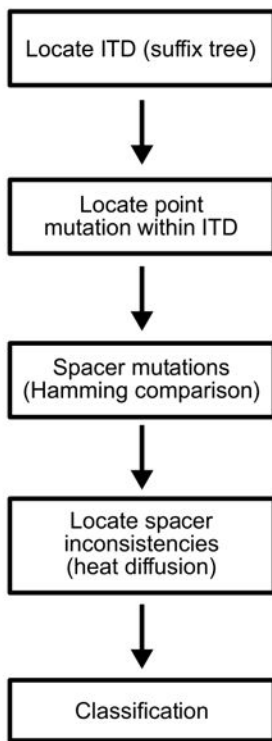 Locate ITD (suffix tree)
Locate point
mutation within ITD
Spacer mutations
(Hamming comparison)
Locate spacer
inconsistencies
(heat diffusion)
Classification